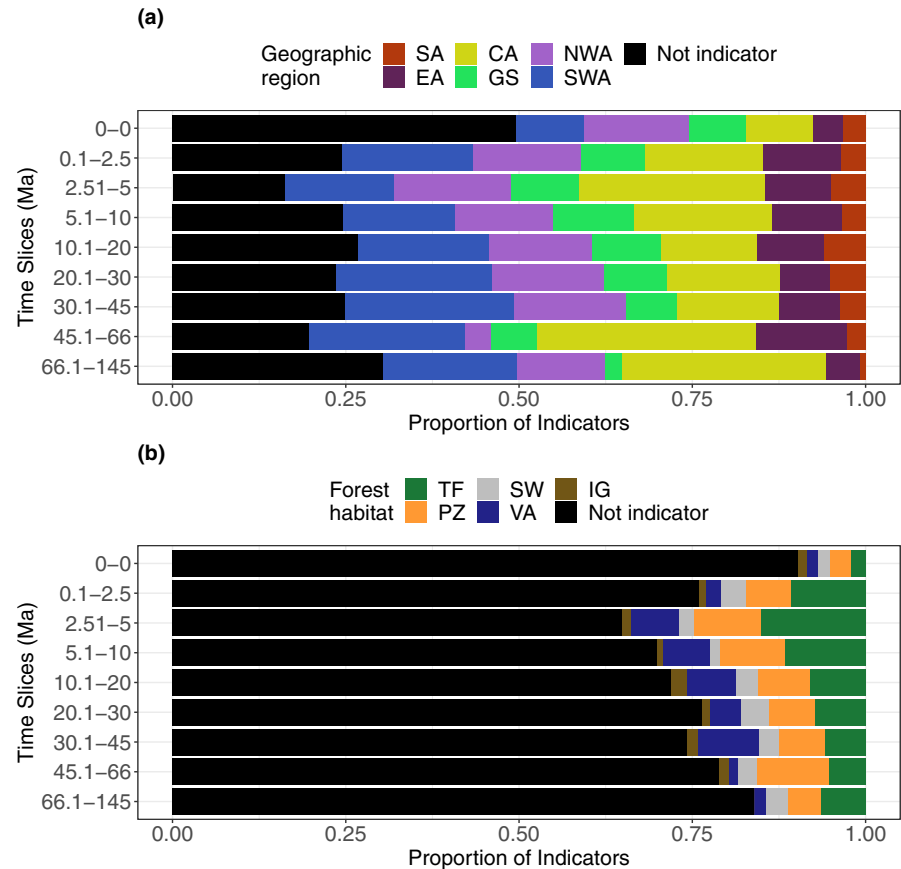 (a)
Geographic region SA CA NWA Not indicator
EA GS SWA
Time Slices (Ma)
0–0
0.1–2.5
2.51–5
5.1–10
10.1–20
20.1–30
30.1–45
45.1–66
66.1–145
0.00 0.25 0.50 0.75 1.00
Proportion of Indicators
(b)
Forest habitat TF SW IG
PZ VA Not indicator
Time Slices (Ma)
0–0
0.1–2.5
2.51–5
5.1–10
10.1–20
20.1–30
30.1–45
45.1–66
66.1–145
0.00 0.25 0.50 0.75 1.00
Proportion of Indicators